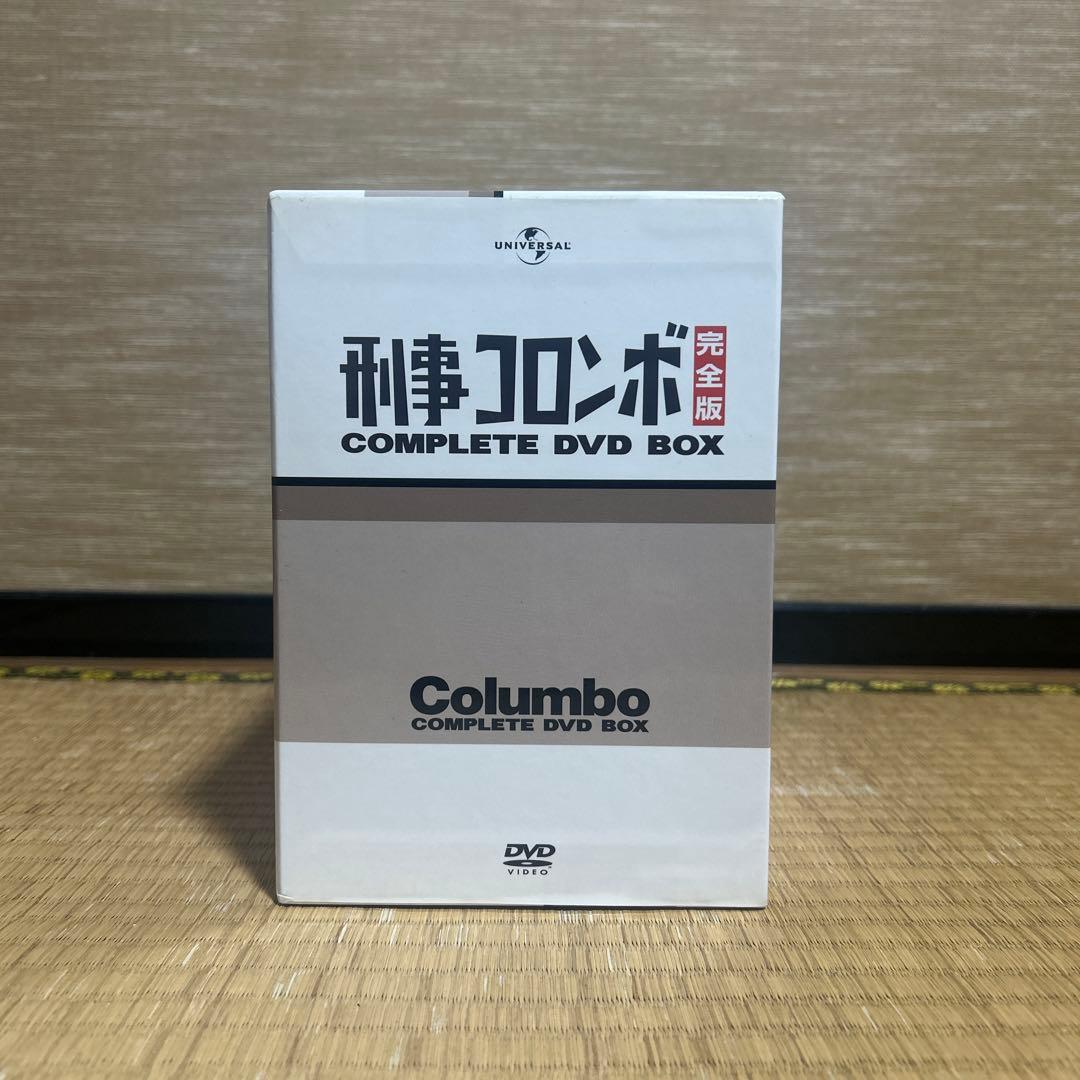 UNIVERSAL
刑事コロンボ 完全版
COMPLETE DVD BOX
Columbo
COMPLETE DVD BOX
DVD
VIDEO